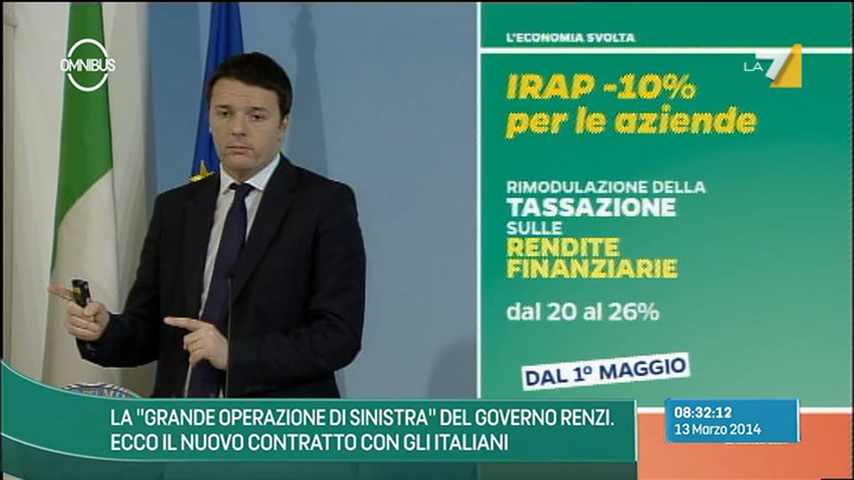 OMNIBUS
L'ECONOMIA SVOLTA
LA 7
IRAP -10%
per le aziende
RIMODULAZIONE DELLA
TASSAZIONE
SULLE
RENDITE
FINANZIARIE
dal 20 al 26%
DAL 1° MAGGIO
LA "GRANDE OPERAZIONE DI SINISTRA" DEL GOVERNO RENZI.
ECCO IL NUOVO CONTRATTO CON GLI ITALIANI
08:32:12
13 Marzo 2014